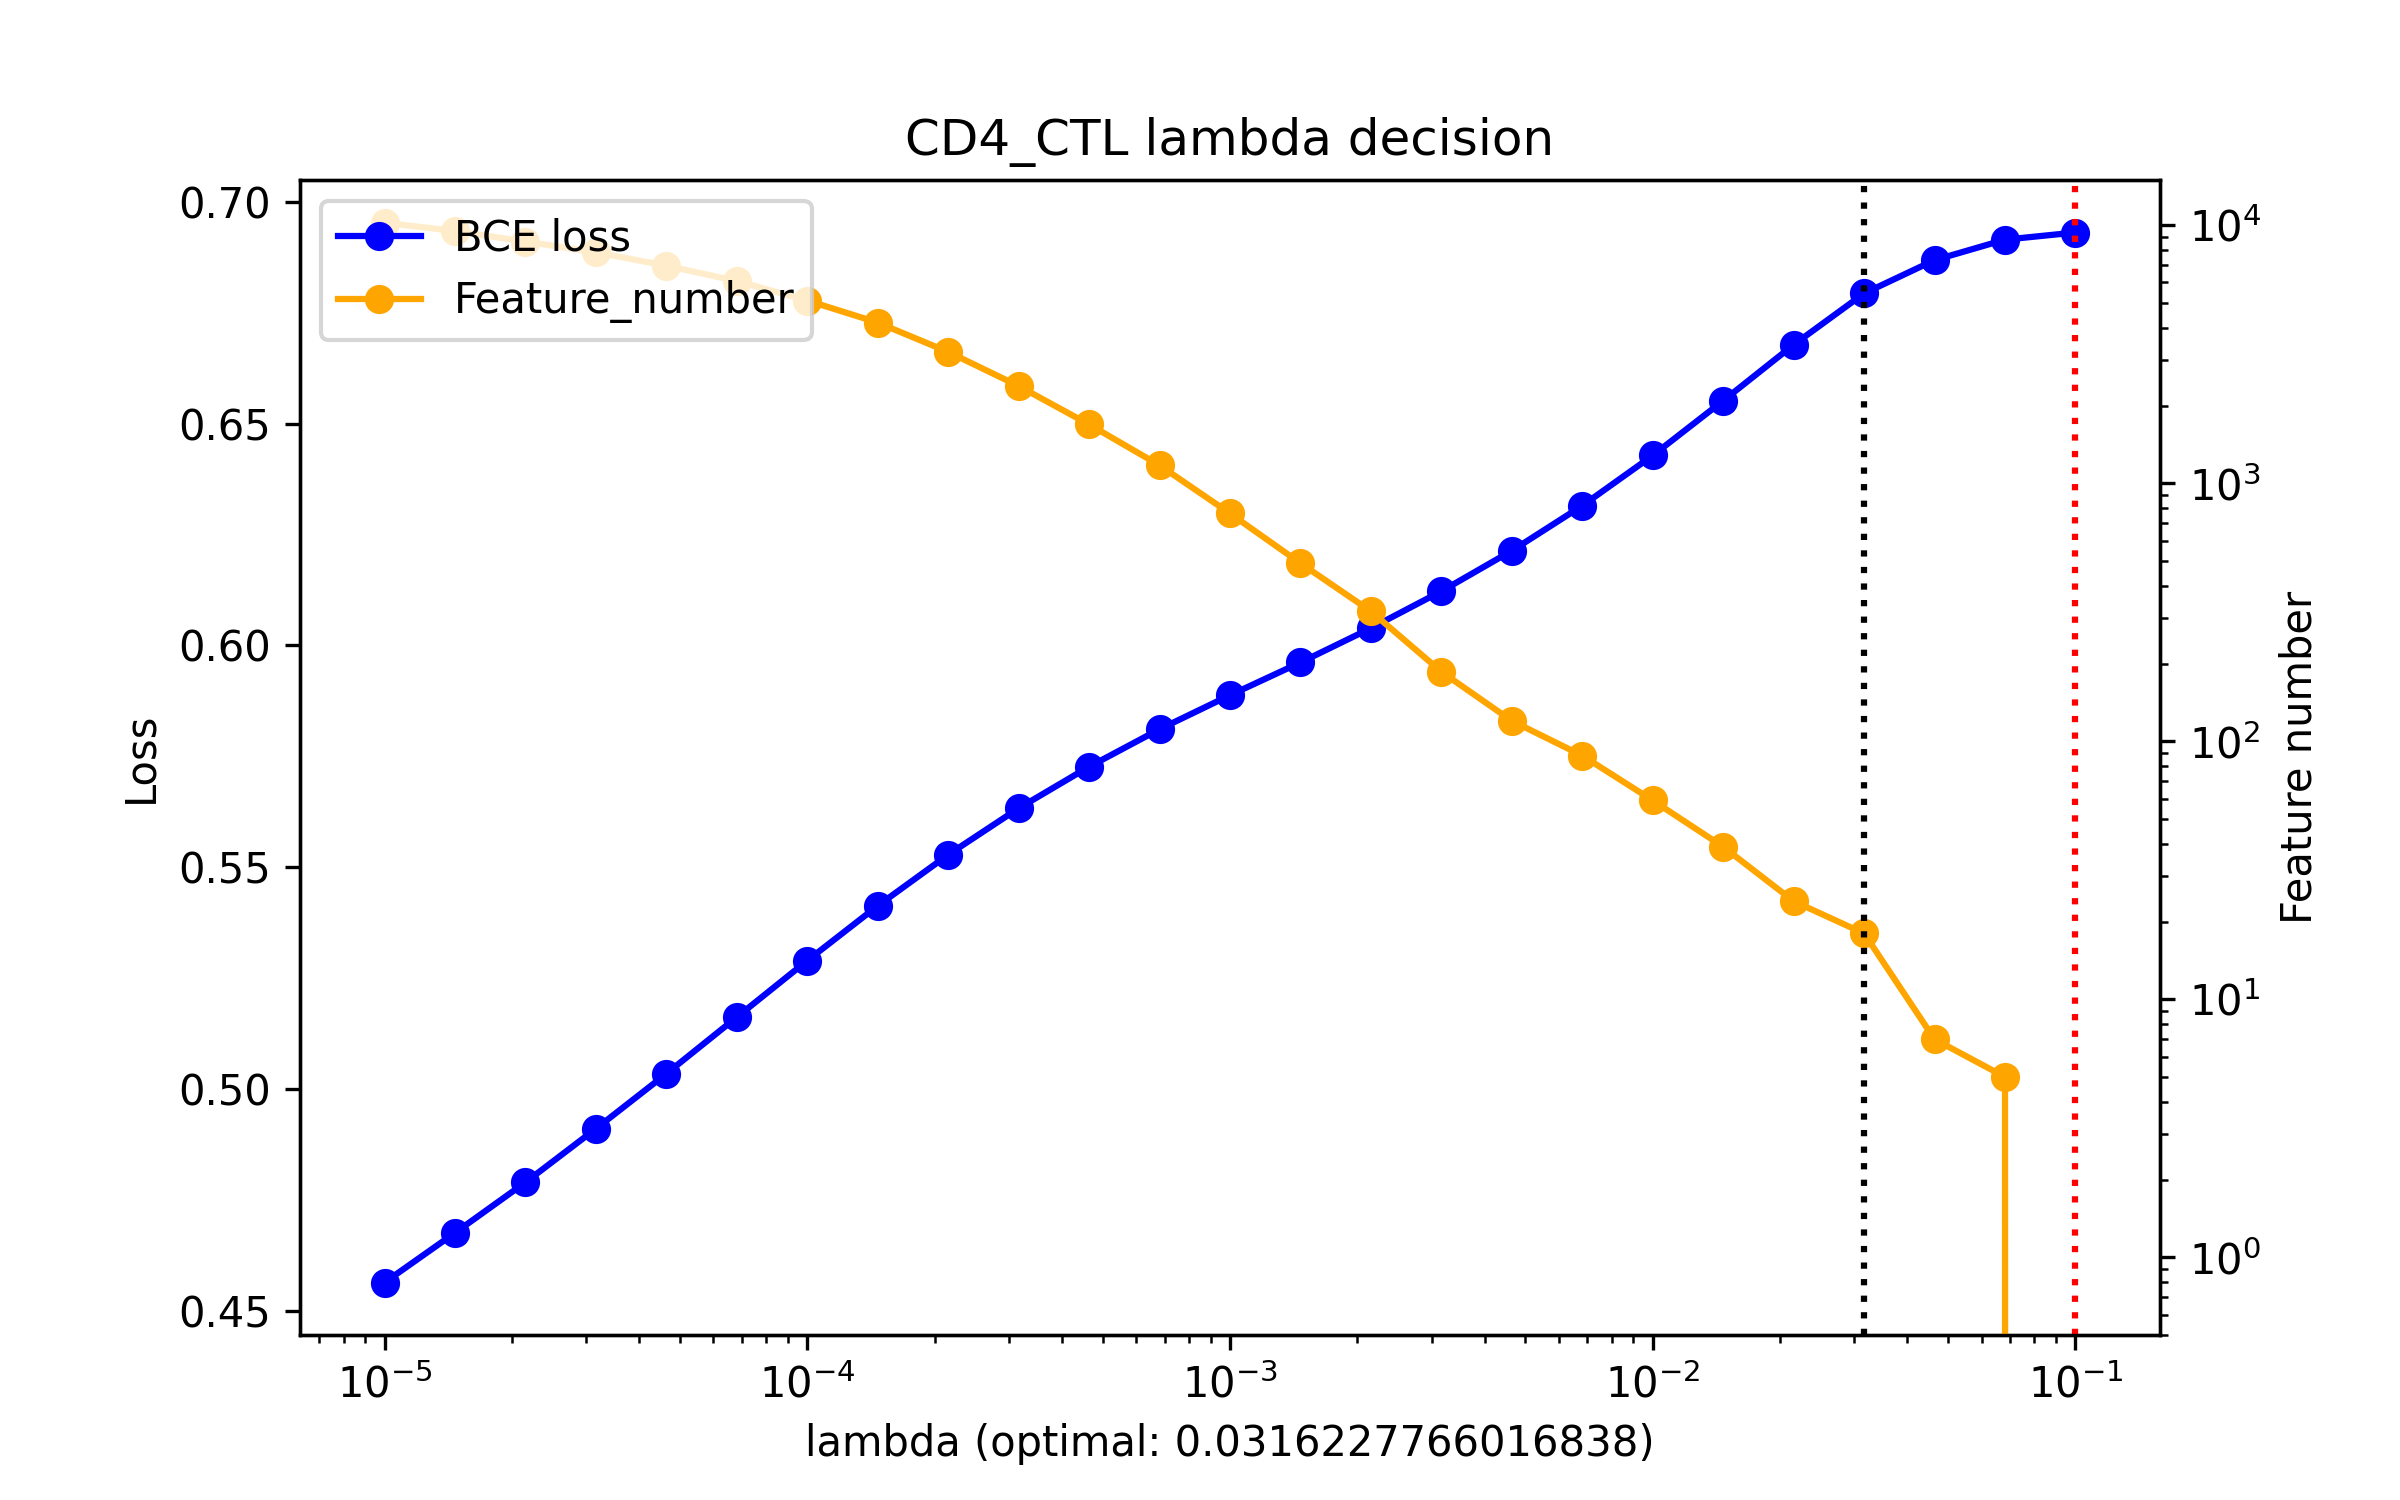 CD4_CTL lambda decision
BCE loss
Feature_number
0.70
0.65
0.60
0.55
0.50
0.45
Loss
10⁴
10³
10²
10¹
10⁰
Feature number
10⁻⁵ 10⁻⁴ 10⁻³ 10⁻² 10⁻¹
lambda (optimal: 0.0316227766016838)